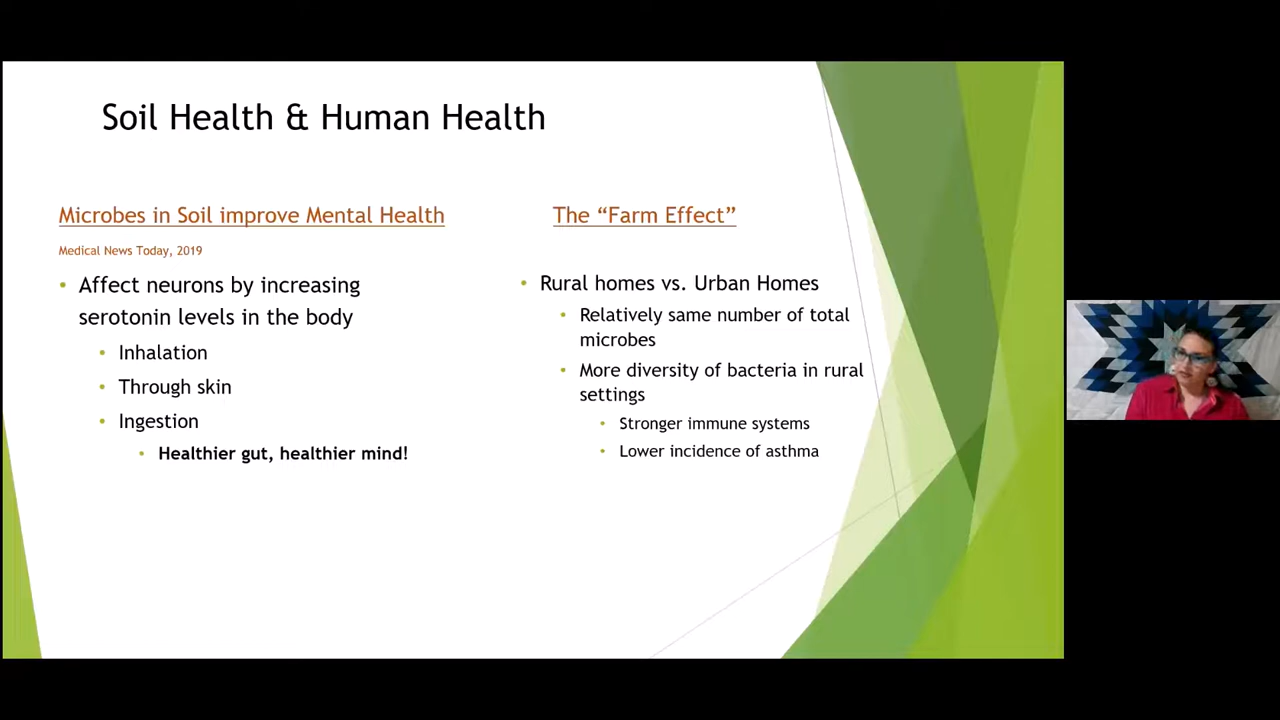 Soil Health & Human Health
Microbes in Soil improve Mental Health
Medical News Today, 2019
• Affect neurons by increasing
serotonin levels in the body
• Inhalation
• Through skin
• Ingestion
• Healthier gut, healthier mind!
The “Farm Effect”
• Rural homes vs. Urban Homes
• Relatively same number of total
microbes
• More diversity of bacteria in rural
settings
• Stronger immune systems
• Lower incidence of asthma